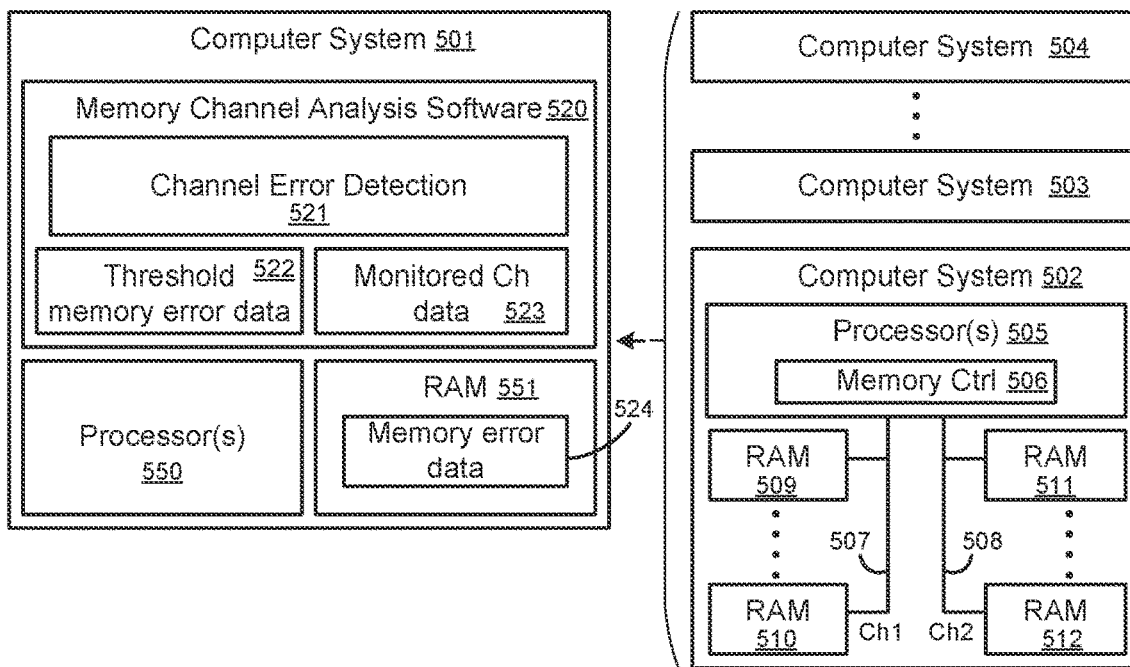 Computer System 501
Memory Channel Analysis Software 520
Channel Error Detection
521
Threshold 522
memory error data
Monitored Ch
data 523
Processor(s)
550
RAM 551
Memory error
data
524
Computer System 504
Computer System 503
Computer System 502
Processor(s) 505
Memory Ctrl 506
RAM
509
RAM
511
507
508
RAM
510
Ch1
Ch2
RAM
512